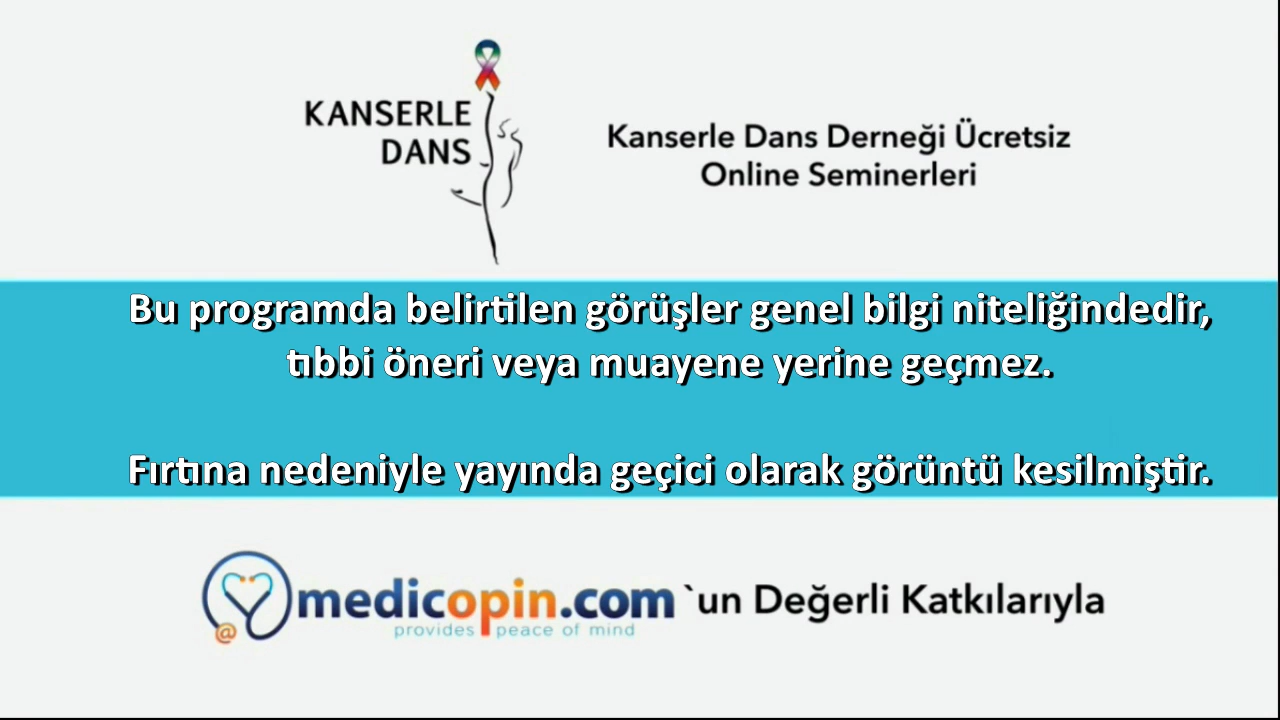 KANSERLE
DANS
Kanserle Dans Derneği Ücretsiz
Online Seminerleri
Bu programda belirtilen görüşler genel bilgi niteliğindedir,
tıbbi öneri veya muayene yerine geçmez.
Fırtına nedeniyle yayında geçici olarak görüntü kesilmiştir.
@medicopin.com `un Değerli Katkılarıyla
provides peace of mind